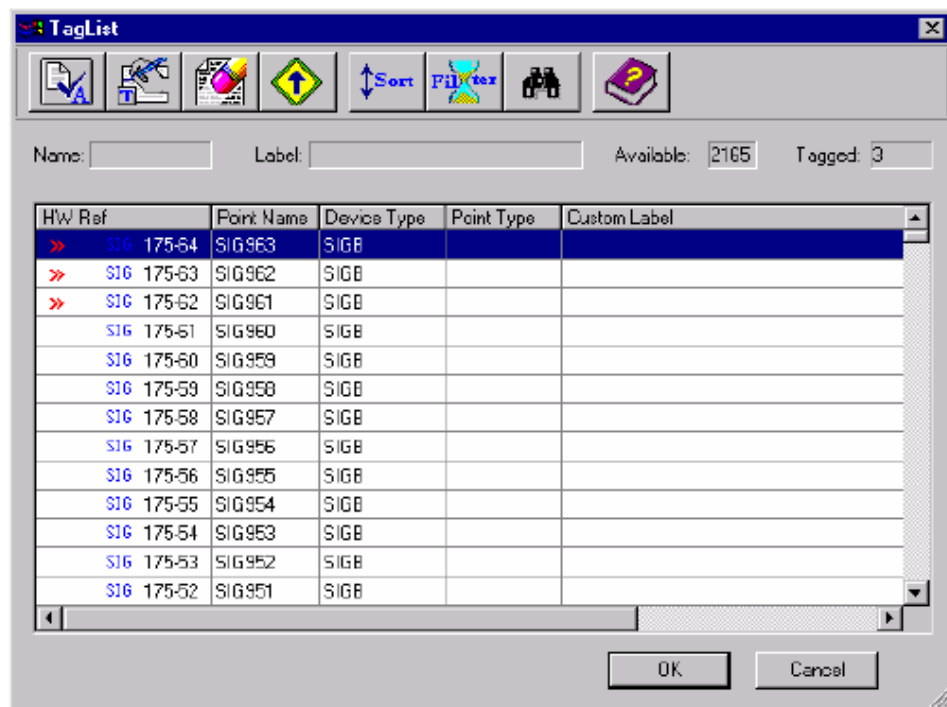 TagList
A
T
Sort
Filter
?
Name:
Label:
Available: 2165
Tagged: 3
HW Ref Point Name Device Type Point Type Custom Label
» SIG 175-64 SIG963 SIGB
» SIG 175-63 SIG962 SIGB
» SIG 175-62 SIG961 SIGB
SIG 175-61 SIG960 SIGB
SIG 175-60 SIG959 SIGB
SIG 175-59 SIG958 SIGB
SIG 175-58 SIG957 SIGB
SIG 175-57 SIG956 SIGB
SIG 175-56 SIG955 SIGB
SIG 175-55 SIG954 SIGB
SIG 175-54 SIG953 SIGB
SIG 175-53 SIG952 SIGB
SIG 175-52 SIG951 SIGB
OK
Cancel